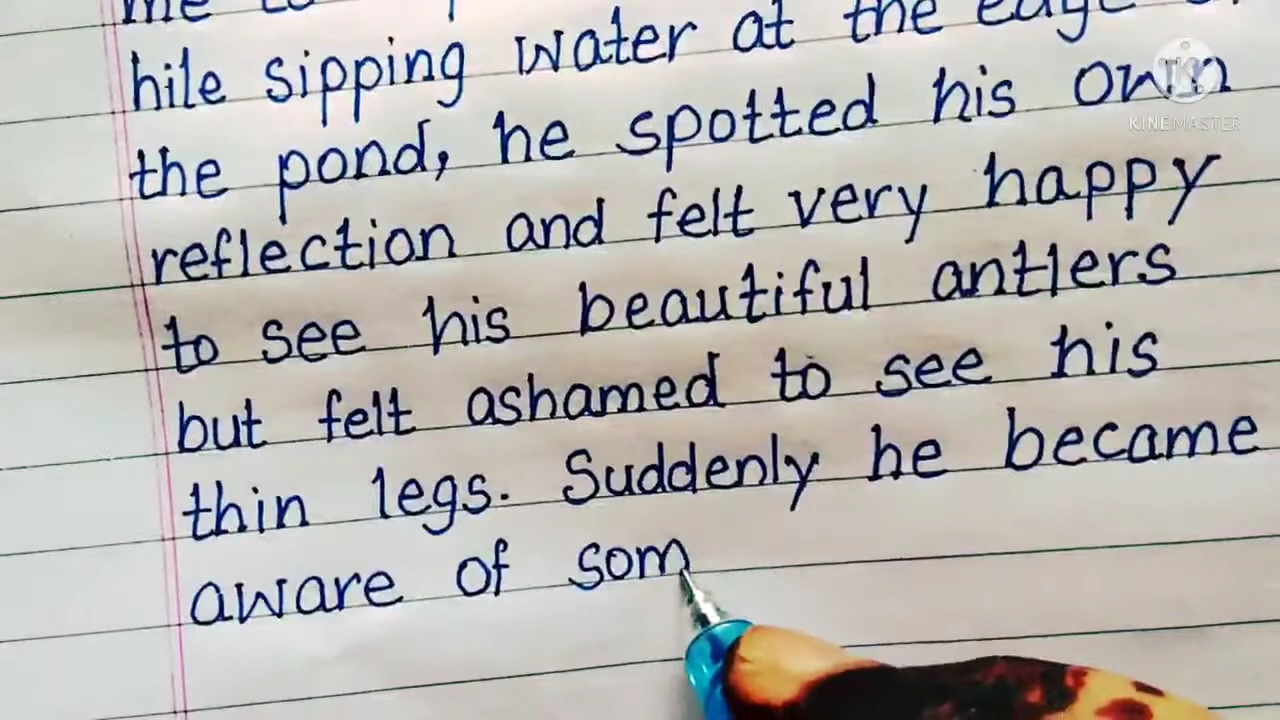 hile sipping water at the edge
the pond, he spotted his own
reflection and felt very happy
to see his beautiful antlers
but felt ashamed to see his
thin legs. Suddenly he became
aware of som
KINEMASTER